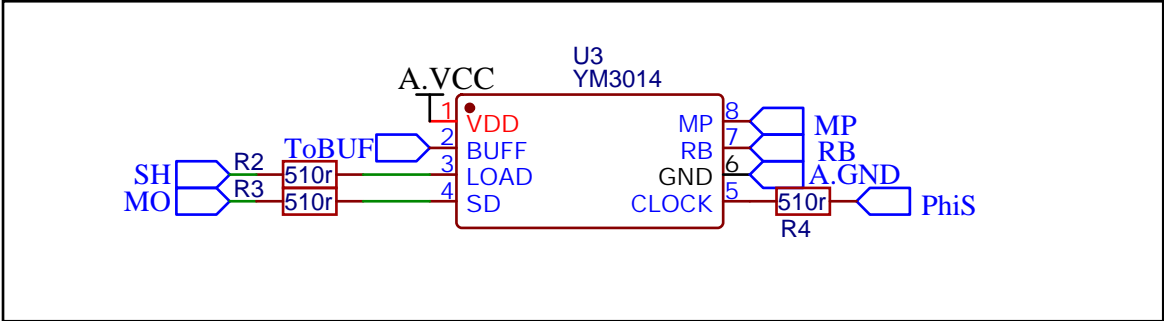 U3
YM3014
A.VCC
1 VDD MP 8 MP
ToBUF 2 BUFF RB 7 RB
SH R2 510r 3 LOAD GND 6 A.GND
MO R3 510r 4 SD CLOCK 5 510r PhiS
R4